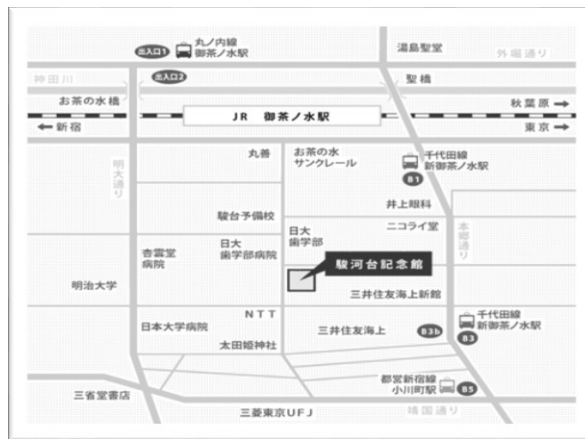 丸ノ内線
出入口1 御茶ノ水駅
湯島聖堂
外堀通り
神田川
出入口2
お茶の水橋
聖橋
秋葉原→
JR 御茶ノ水駅
←新宿
東京→
丸善
お茶の水
サンクレール
千代田線
新御茶ノ水駅
B1
明大通り
井上眼科
駿台予備校
ニコライ堂
本郷通り
日大
歯学部
日大
歯学部病院
杏雲堂
病院
駿河台記念館
明治大学
三井住友海上新館
NTT
千代田線
新御茶ノ水駅
B3
日本大学病院
三井住友海上
B3b
太田姫神社
都営新宿線
小川町駅 B5
三省堂書店
三菱東京UFJ
靖国通り